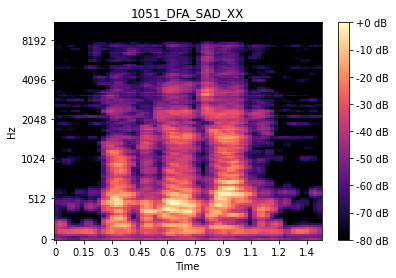 1051_DFA_SAD_XX
+0 dB
8192
-10 dB
4096
-20 dB
-30 dB
2048
Hz
-40 dB
1024
-50 dB
512
-60 dB
-70 dB
0
-80 dB
0 0.15 0.3 0.45 0.6 0.75 0.9 1.1 1.2 1.4
Time